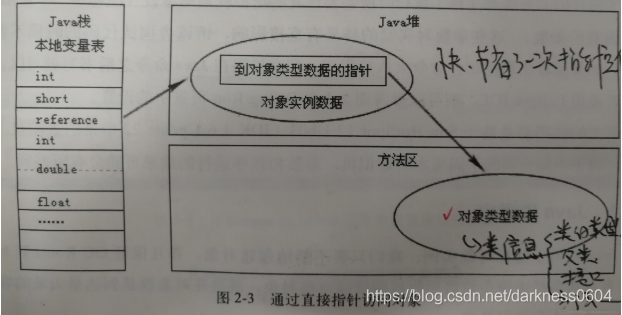 Java栈
本地变量表
int
short
reference
int
double
float
......
Java堆
到对象类型数据的指针
对象实例数据
快、节省了一次指针定位
方法区
✓对象类型数据
↳类信息
类的类型
父类
接口
图 2-3 通过直接指针访问对象
https://blog.csdn.net/darkness0604